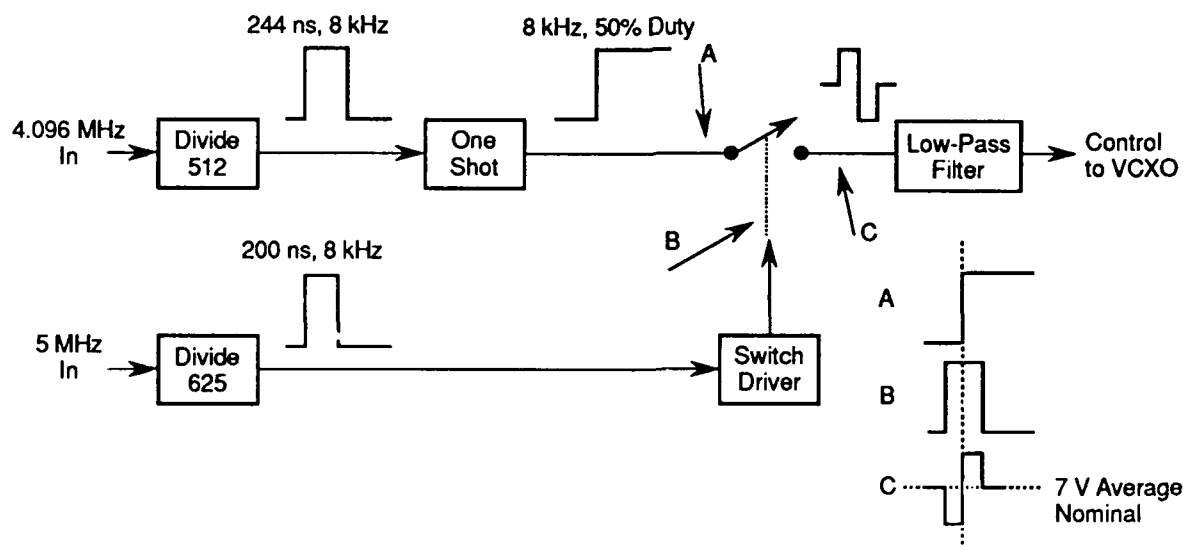 244 ns, 8 kHz
8 kHz, 50% Duty
A
4.096 MHz
In
Divide
512
One
Shot
Low-Pass
Filter
Control
to VCXO
B
C
200 ns, 8 kHz
5 MHz
In
Divide
625
Switch
Driver
A
B
C
7 V Average
Nominal